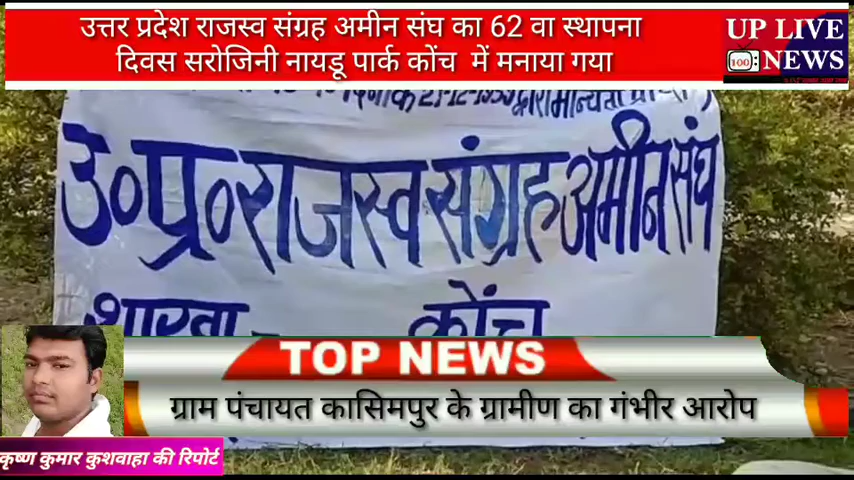 उत्तर प्रदेश राजस्व संग्रह अमीन संघ का 62 वा स्थापना
दिवस सरोजिनी नायडू पार्क कोंच में मनाया गया
UP LIVE
100 NEWS
उ०प्र०राजस्व संग्रह अमीन संघ
शाखा - कोंच
TOP NEWS
ग्राम पंचायत कासिमपुर के ग्रामीण का गंभीर आरोप
कृष्ण कुमार कुशवाहा की रिपोर्ट